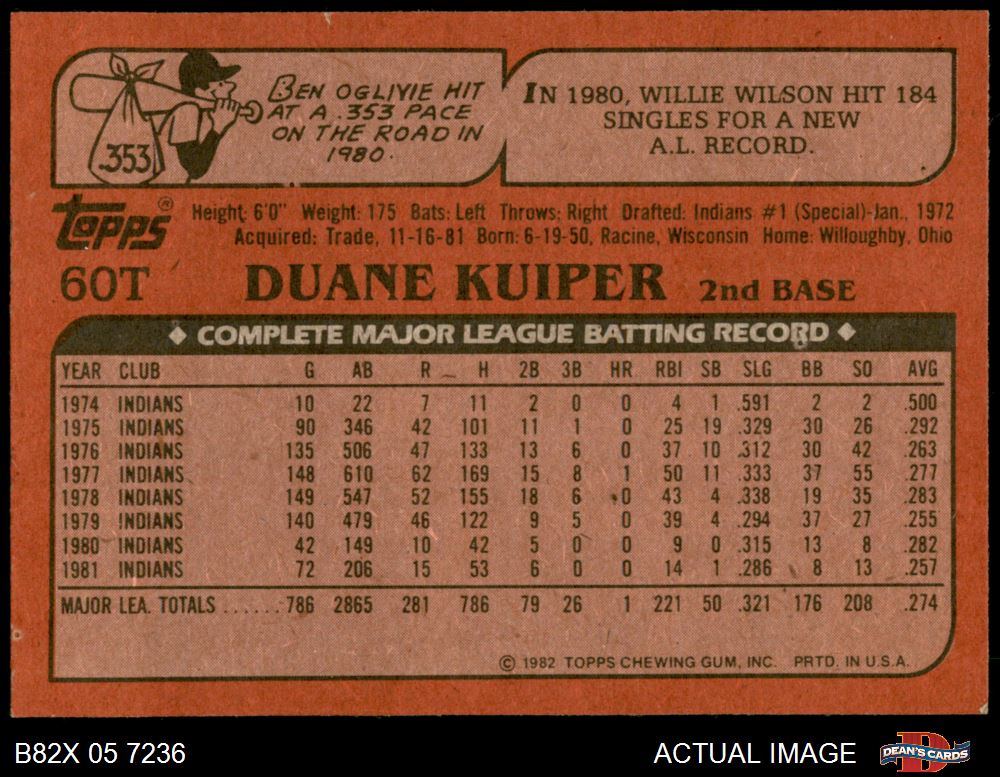 .353
BEN OGLIVIE HIT
AT A .353 PACE
ON THE ROAD IN
1980.
IN 1980, WILLIE WILSON HIT 184
SINGLES FOR A NEW
A.L. RECORD.
TOPPS®
Height: 6'0" Weight: 175 Bats: Left Throws: Right Drafted: Indians #1 (Special)-Jan., 1972
Acquired: Trade, 11-16-81 Born: 6-19-50, Racine, Wisconsin Home: Willoughby, Ohio
60T DUANE KUIPER 2nd BASE
◆ COMPLETE MAJOR LEAGUE BATTING RECORD ◆
YEAR CLUB G AB R H 2B 3B HR RBI SB SLG BB SO AVG
1974 INDIANS 10 22 7 11 2 0 0 4 1 .591 2 2 .500
1975 INDIANS 90 346 42 101 11 1 0 25 19 .329 30 26 .292
1976 INDIANS 135 506 47 133 13 6 0 37 10 .312 30 42 .263
1977 INDIANS 148 610 62 169 15 8 1 50 11 .333 37 55 .277
1978 INDIANS 149 547 52 155 18 6 0 43 4 .338 19 35 .283
1979 INDIANS 140 479 46 122 9 5 0 39 4 .294 37 27 .255
1980 INDIANS 42 149 10 42 5 0 0 9 0 .315 13 8 .282
1981 INDIANS 72 206 15 53 6 0 0 14 1 .286 8 13 .257
MAJOR LEA. TOTALS ......786 2865 281 786 79 26 1 221 50 .321 176 208 .274
© 1982 TOPPS CHEWING GUM, INC. PRTD. IN U.S.A.
B82X 05 7236 ACTUAL IMAGE DEAN'S CARDS